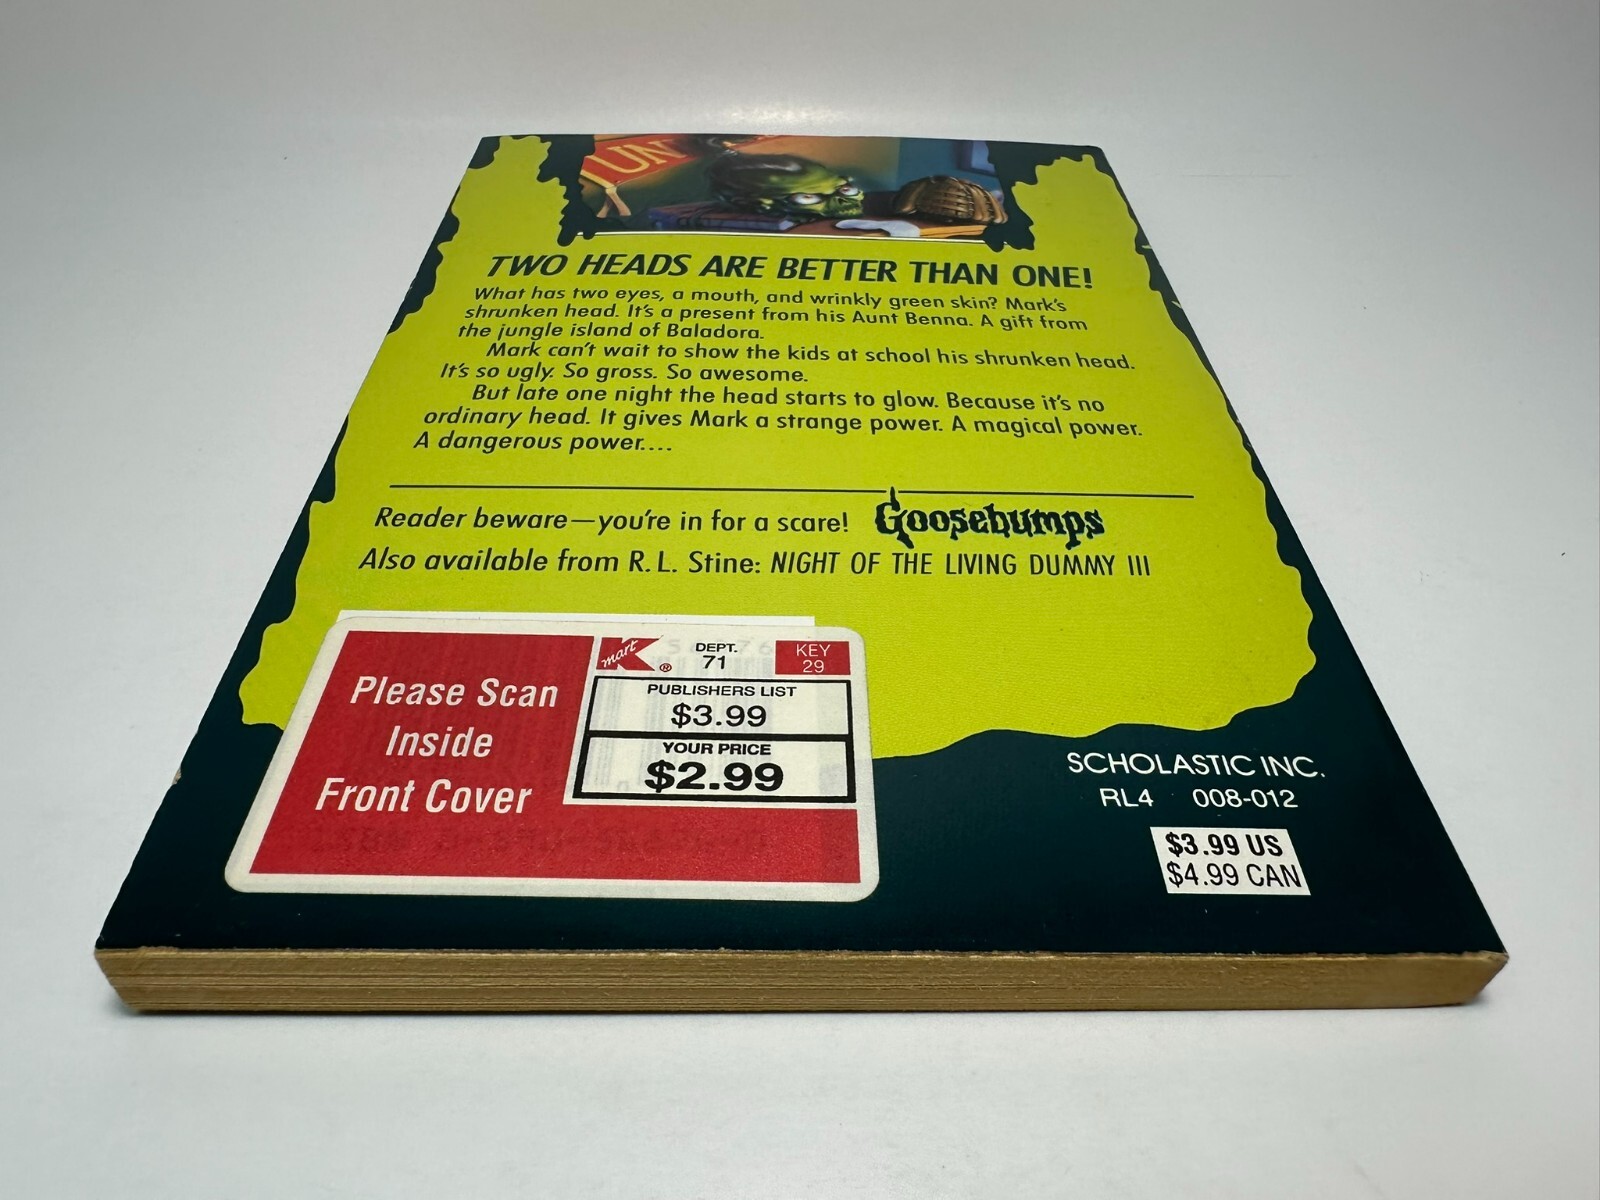 UN
TWO HEADS ARE BETTER THAN ONE!
What has two eyes, a mouth, and wrinkly green skin? Mark's
shrunken head. It's a present from his Aunt Benna. A gift from
the jungle island of Baladora.
Mark can't wait to show the kids at school his shrunken head.
It's so ugly. So gross. So awesome.
But late one night the head starts to glow. Because it's no
ordinary head. It gives Mark a strange power. A magical power.
A dangerous power....
Reader beware—you're in for a scare! Goosebumps
Also available from R. L. Stine: NIGHT OF THE LIVING DUMMY III
Please Scan
Inside
Front Cover
Kmart ®
DEPT.
71
KEY
29
PUBLISHERS LIST
$3.99
YOUR PRICE
$2.99
SCHOLASTIC INC.
RL4 008-012
$3.99 US
$4.99 CAN